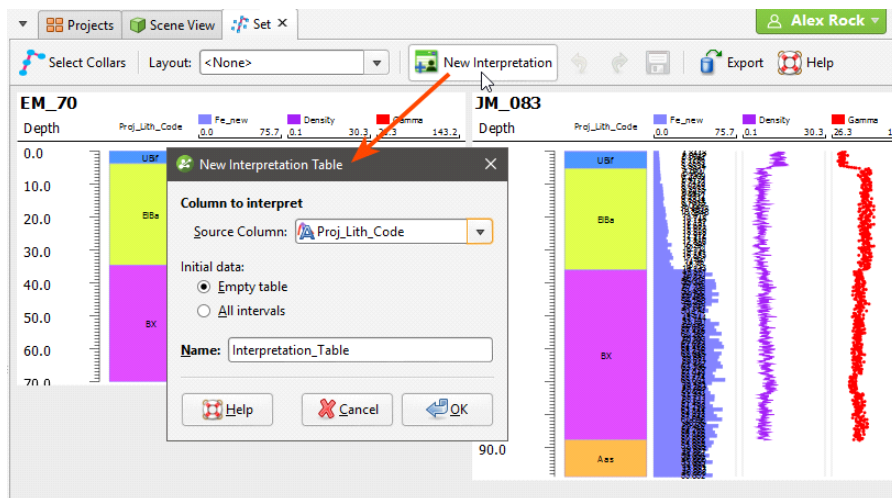 Projects Scene View Set × Alex Rock
Select Collars Layout: <None> New Interpretation Export Help
EM_70 JM_083
Depth Proj_Lith_Code Fe_new Density Gamma Depth Proj_Lith_Code Fe_new Density Gamma
0.0 75.7, 0.1 30.3, 143.2, 0.0 75.7, 0.1 30.3, 26.3
0.0 UBf New Interpretation Table × UBf
10.0
Column to interpret
20.0 BBa Source Column: Proj_Lith_Code BBa
30.0
Initial data:
40.0 Empty table
50.0 BX All intervals
60.0 Name: Interpretation_Table BX
70.0
Help Cancel OK
90.0 Aas